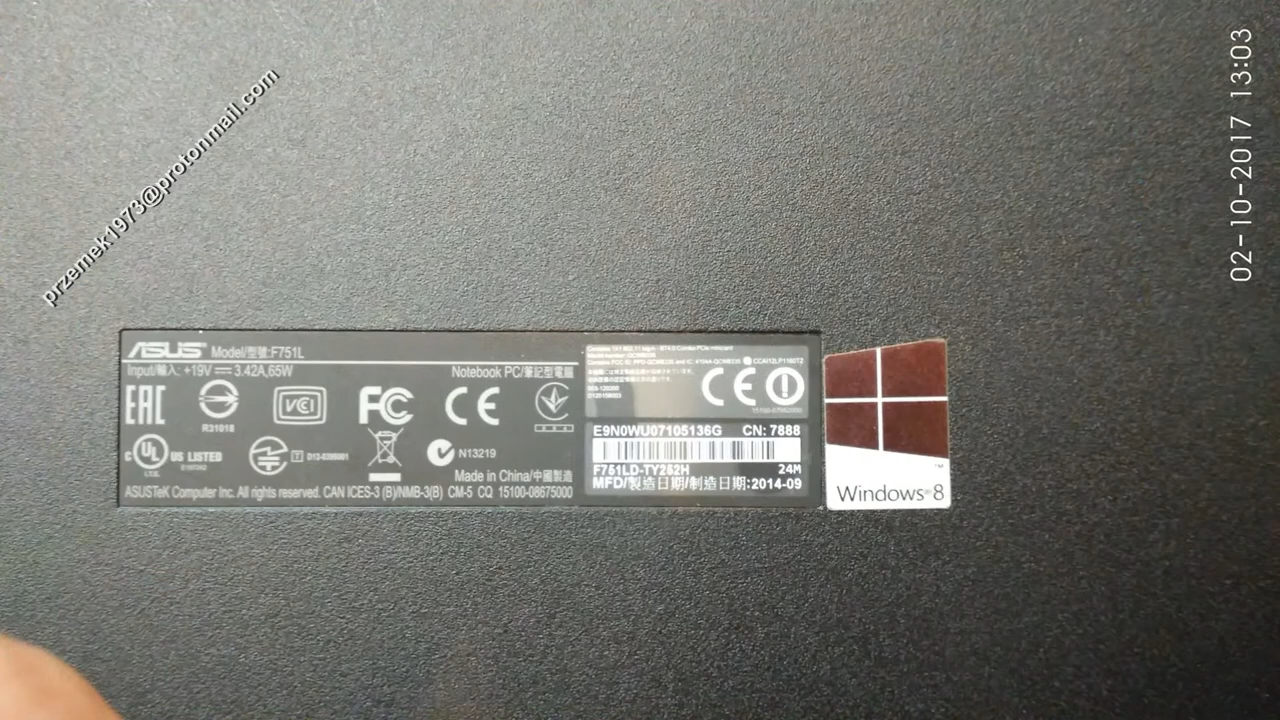 przemek1973@protonmail.com
02-10-2017 13:03
ASUS Model/型號:F751L
Input/輸入: +19V 3.42A,65W
Notebook PC/筆記型電腦
EAC
R31018
VCCI
FC
CE
UL
C US LISTED
N13219
Made in China/中國製造
ASUSTeK Computer Inc. All rights reserved. CAN ICES-3 (B)/NMB-3(B) CM-5 CQ 15100-08675000
CCAI12LP1160T2
CE
E9N0WU07105136G CN: 7888
F751LD-TY252H 24M
MFD/製造日期/制造日期:2014-09
Windows®8